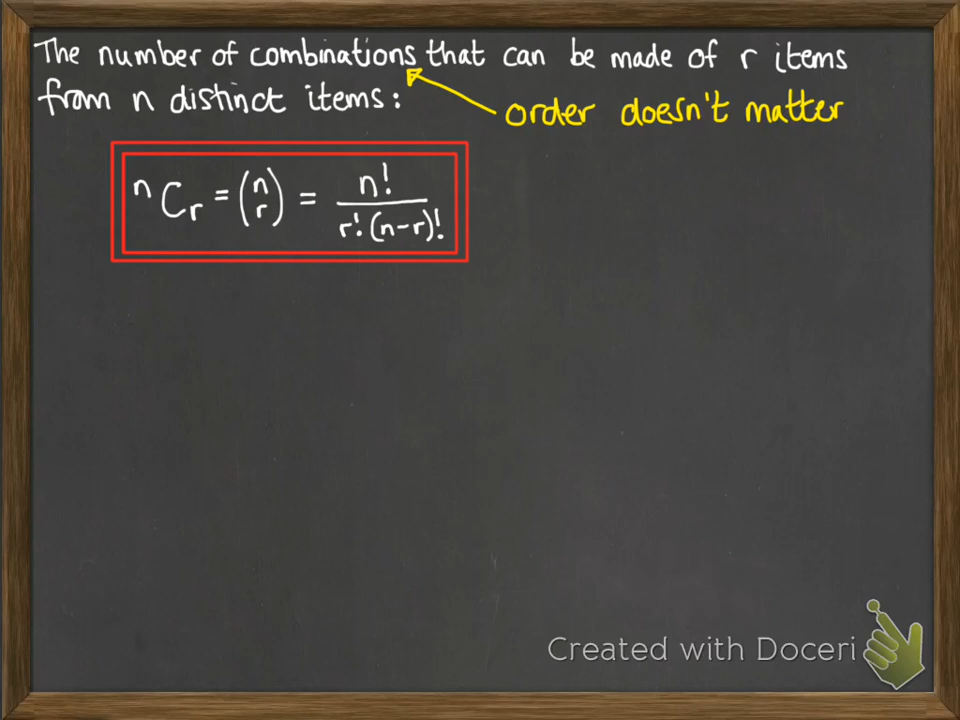 The number of combinations that can be made of r items
from n distinct items:
order doesn't matter
ⁿCᵣ = (n r) = n! / r!(n-r)!
Created with Doceri